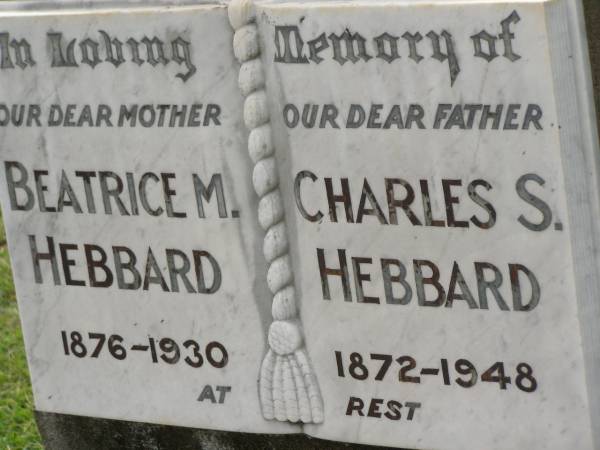 In Loving Memory of
OUR DEAR MOTHER
BEATRICE M.
HEBBARD
1876-1930
OUR DEAR FATHER
CHARLES S.
HEBBARD
1872-1948
AT REST